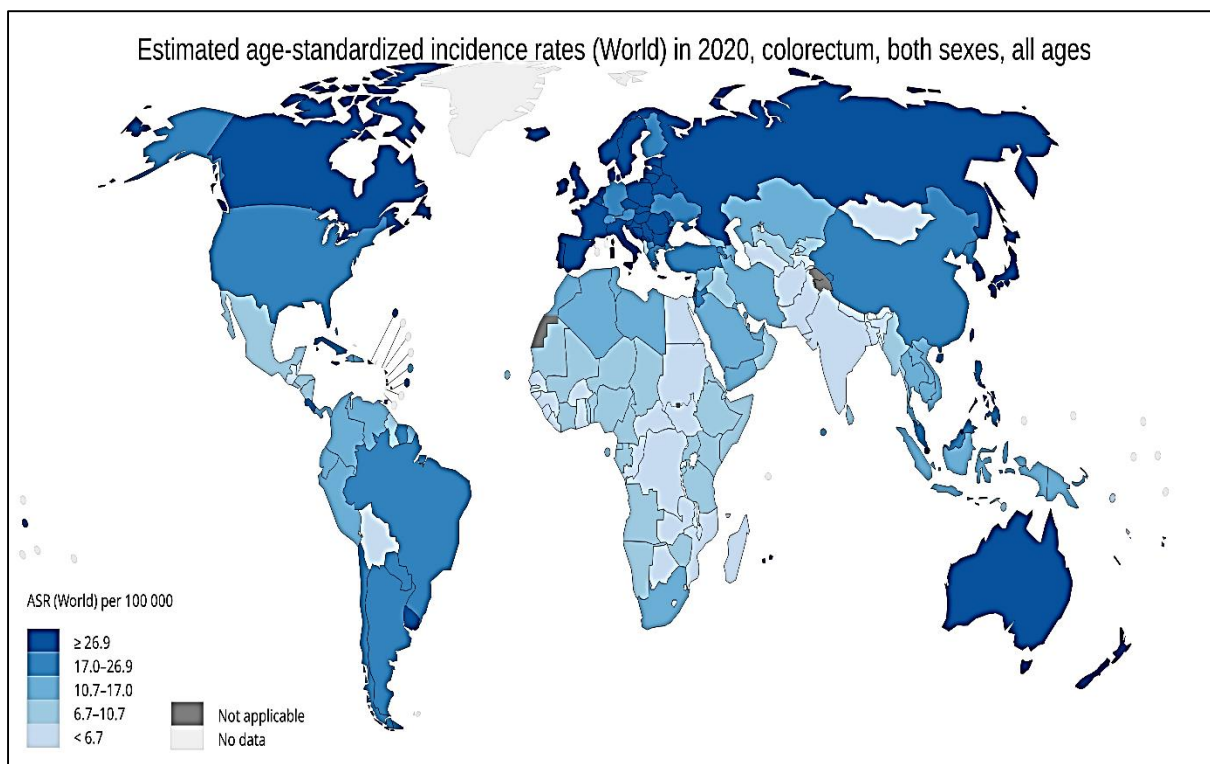 Estimated age-standardized incidence rates (World) in 2020, colorectum, both sexes, all ages
ASR (World) per 100 000
≥ 26.9
17.0–26.9
10.7–17.0
6.7–10.7
< 6.7
Not applicable
No data